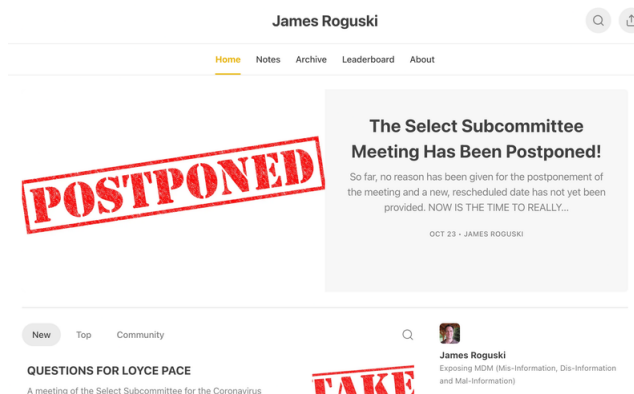 James Roguski
Home Notes Archive Leaderboard About
POSTPONED
The Select Subcommittee
Meeting Has Been Postponed!
So far, no reason has been given for the postponement of
the meeting and a new, rescheduled date has not yet been
provided. NOW IS THE TIME TO REALLY...
OCT 23 • JAMES ROGUSKI
New Top Community
QUESTIONS FOR LOYCE PACE
A meeting of the Select Subcommittee for the Coronavirus
FAKE
James Roguski
Exposing MDM (Mis-Information, Dis-Information
and Mal-Information)